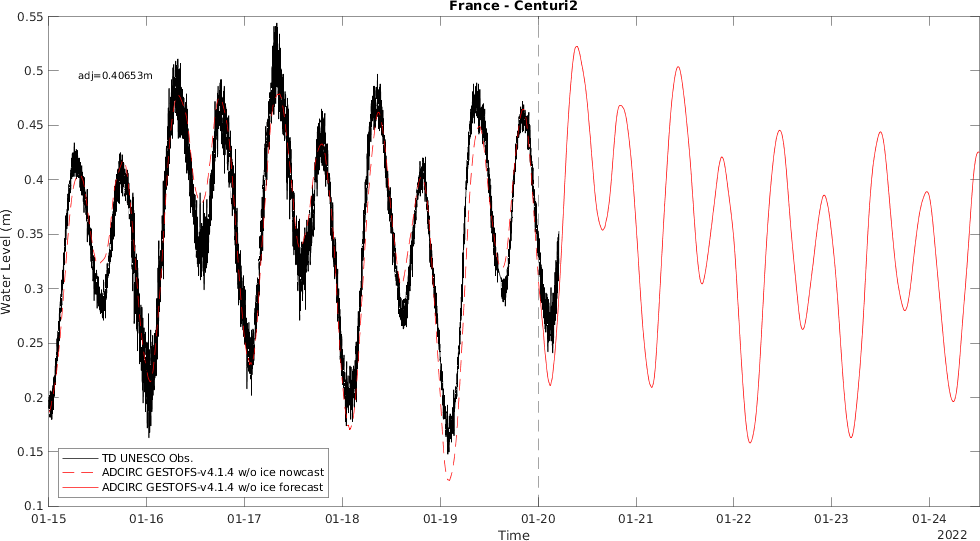 France - Centuri2
0.55
0.5
0.45
0.4
0.35
0.3
0.25
0.2
0.15
0.1
Water Level (m)
adj=0.40653m
TD UNESCO Obs.
ADCIRC GESTOFS-v4.1.4 w/o ice nowcast
ADCIRC GESTOFS-v4.1.4 w/o ice forecast
01-15 01-16 01-17 01-18 01-19 01-20 01-21 01-22 01-23 01-24
Time
2022